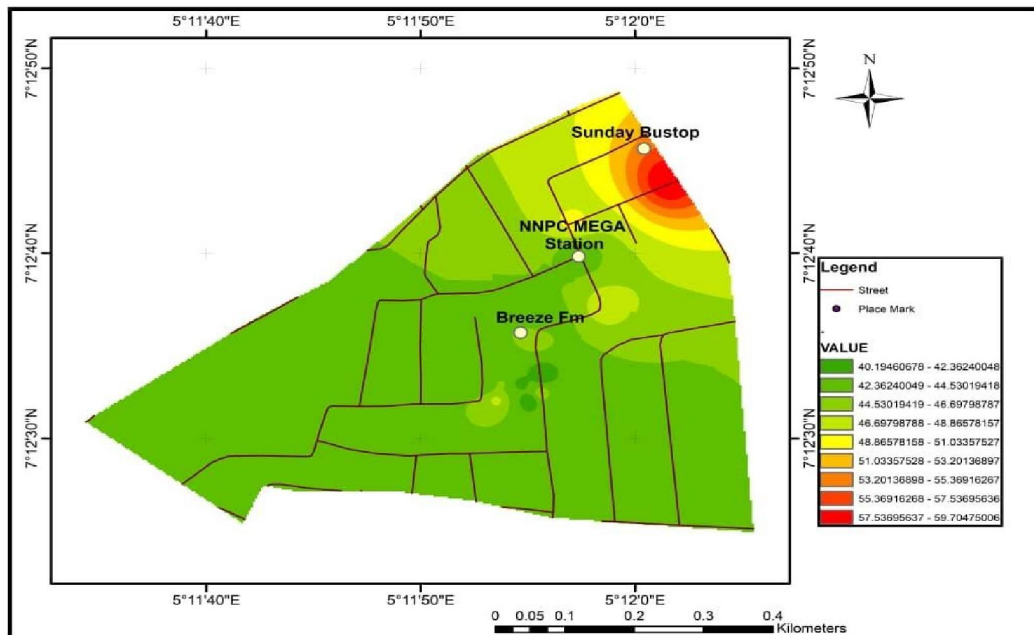 5°11'40"E 5°11'50"E 5°12'0"E
7°12'50"N
7°12'50"N
N
Sunday Bustop
7°12'40"N
NNPC MEGA
Station
7°12'40"N
Legend
Street
Place Mark
Breeze Fm
VALUE
40.19460678 - 42.36240048
42.36240049 - 44.53019418
44.53019419 - 46.69798787
46.69798788 - 48.86578157
48.86578158 - 51.03357527
51.03357528 - 53.20136897
53.20136898 - 55.36916267
55.36916268 - 57.53695636
57.53695637 - 59.70475006
7°12'30"N
7°12'30"N
5°11'40"E 5°11'50"E 5°12'0"E
0 0.05 0.1 0.2 0.3 0.4
Kilometers